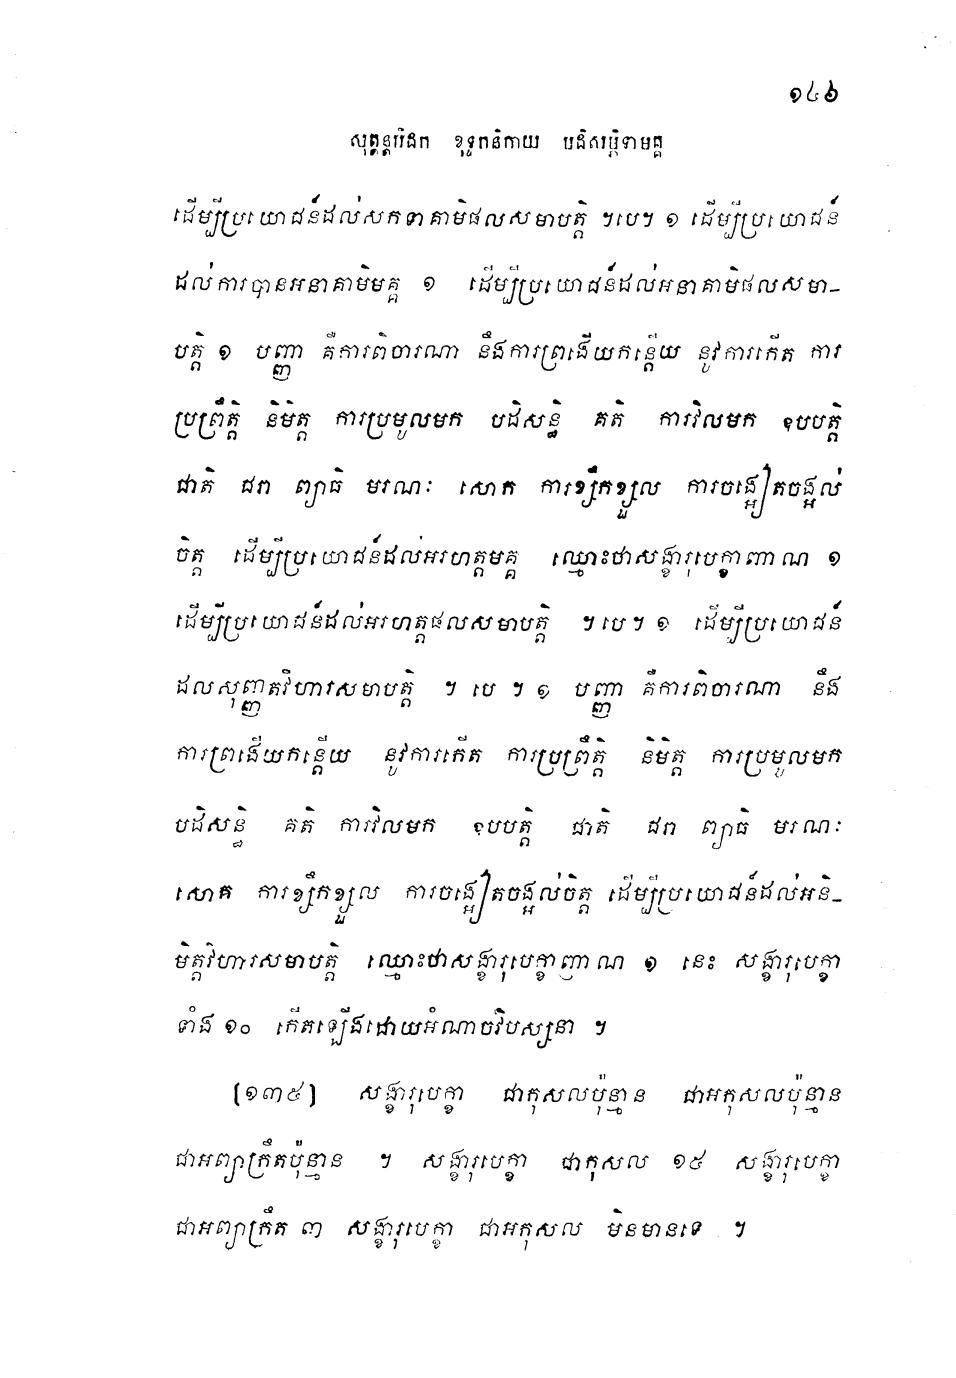 ១៤៦
សុត្តន្តបិដក ខុទ្ទកនិកាយ បដិសម្ភិទាមគ្គ
ដើម្បីប្រយោជន៍ដល់សកទាគាមិផលសមាបត្តិ ។បេ។ ១ ដើម្បីប្រយោជន៍
ដល់ការបានអនាគាមិមគ្គ ១ ដើម្បីប្រយោជន៍ដល់អនាគាមិផលសមា-
បត្តិ ១ បញ្ញា គឺការពិចារណា នឹងការព្រងើយកន្តើយ នូវការកើត ការ
ប្រព្រឹត្តិ និមិត្ត ការប្រមូលមក បដិសន្ធិ គតិ ការវិលមក ឧបបត្តិ
ជាតិ ជរា ព្យាធិ មរណៈ សោក ការខ្សឹកខ្សួល ការចង្អៀតចង្អល់
ចិត្ត ដើម្បីប្រយោជន៍ដល់អរហត្តមគ្គ ឈ្មោះថាសង្ខារុបេក្ខាញាណ ១
ដើម្បីប្រយោជន៍ដល់អរហត្តផលសមាបត្តិ ។បេ។ ១ ដើម្បីប្រយោជន៍
ដល់សុញ្ញតវិហារសមាបត្តិ ។ បេ ។ ១ បញ្ញា គឺការពិចារណា នឹង
ការព្រងើយកន្តើយ នូវការកើត ការប្រព្រឹត្តិ និមិត្ត ការប្រមូលមក
បដិសន្ធិ គតិ ការវិលមក ឧបបត្តិ ជាតិ ជរា ព្យាធិ មរណៈ
សោក ការខ្សឹកខ្សួល ការចង្អៀតចង្អល់ចិត្ត ដើម្បីប្រយោជន៍ដល់អនិ-
មិត្តវិហារសមាបត្តិ ឈ្មោះថាសង្ខារុបេក្ខាញាណ ១ នេះ សង្ខារុបេក្ខា
ទាំង ១០ កើតឡើងដោយអំណាចវិបស្សនា ។
[១៣៥] សង្ខារុបេក្ខា ជាកុសលប៉ុន្មាន ជាអកុសលប៉ុន្មាន
ជាអព្យាក្រឹតប៉ុន្មាន ។ សង្ខារុបេក្ខា ជាកុសល ១៥ សង្ខារុបេក្ខា
ជាអព្យាក្រឹត ៣ សង្ខារុបេក្ខា ជាអកុសល មិនមានទេ ។